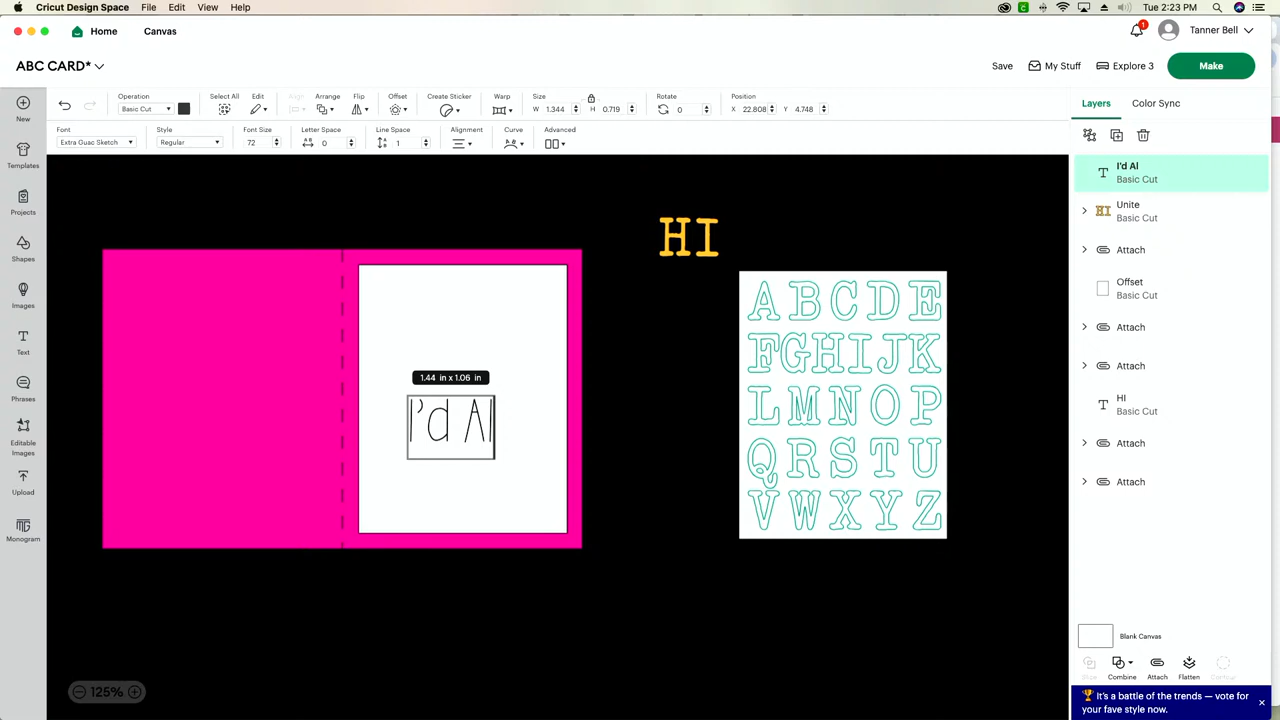 Cricut Design Space File Edit View Help
Tue 2:23 PM
Home Canvas
1
Tanner Bell
ABC CARD*
Save My Stuff Explore 3 Make
Operation Select All Edit Align Arrange Flip Offset Create Sticker Warp Size Rotate Position
Basic Cut W 1.344 H 0.719 0 X 22.808 Y 4.748
Font Style Font Size Letter Space Line Space Alignment Curve Advanced
Extra Guac Sketch Regular 72 0 1
New
Templates
Projects
Shapes
Images
Text
Phrases
Editable Images
Upload
Monogram
HI
1.44 in x 1.06 in
I'd Al
A B C D E
F G H I J K
L M N O P
Q R S T U
V W X Y Z
125%
Layers Color Sync
I'd Al
Basic Cut
Unite
Basic Cut
Attach
Offset
Basic Cut
Attach
Attach
HI
Basic Cut
Attach
Attach
Blank Canvas
Slice Combine Attach Flatten Contour
🏆 It's a battle of the trends — vote for
your fave style now.